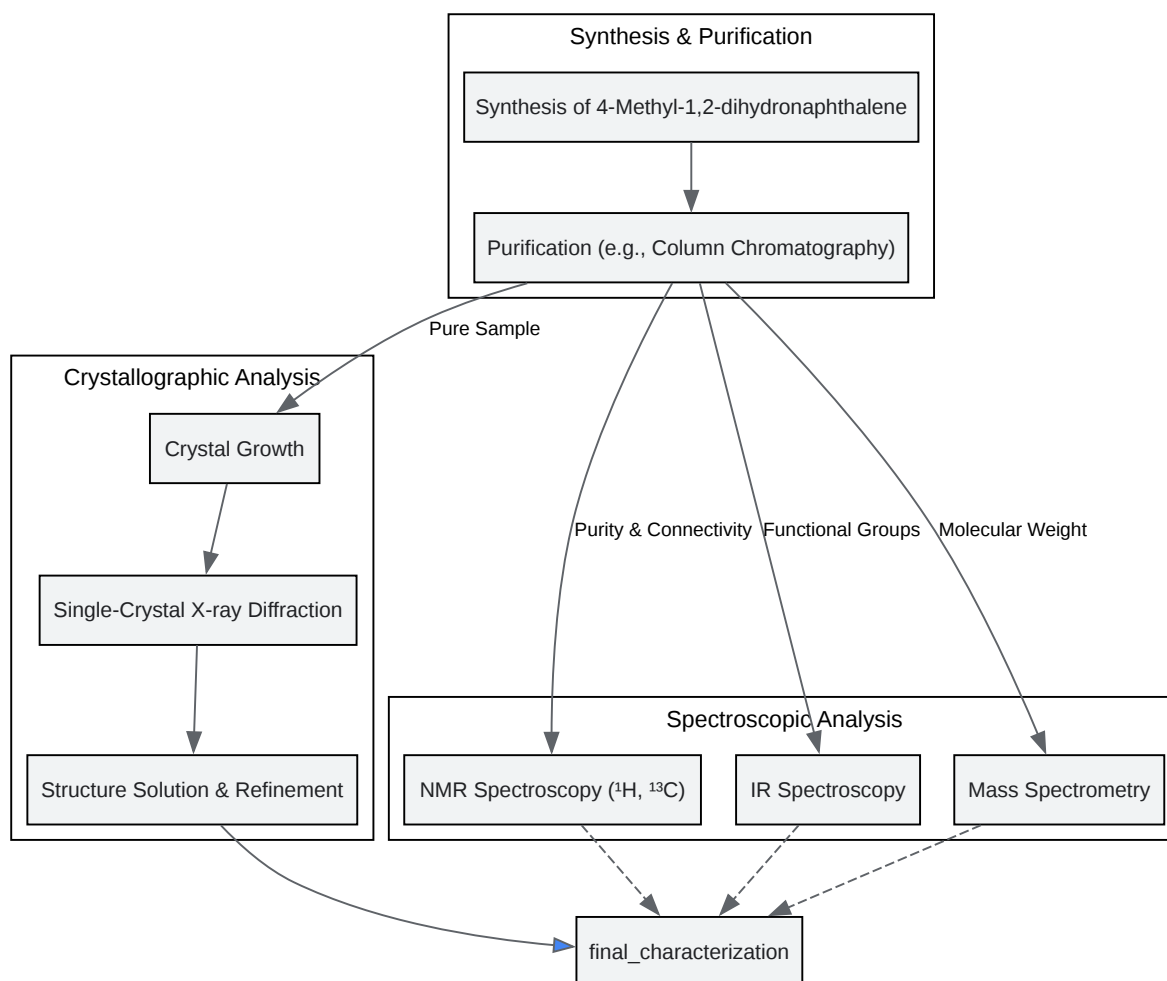 Synthesis & Purification
Synthesis of 4-Methyl-1,2-dihydronaphthalene
Purification (e.g., Column Chromatography)
Pure Sample
Crystallographic Analysis
Crystal Growth
Purity & Connectivity
Functional Groups
Molecular Weight
Single-Crystal X-ray Diffraction
Spectroscopic Analysis
Structure Solution & Refinement
NMR Spectroscopy (¹H, ¹³C)
IR Spectroscopy
Mass Spectrometry
final_characterization